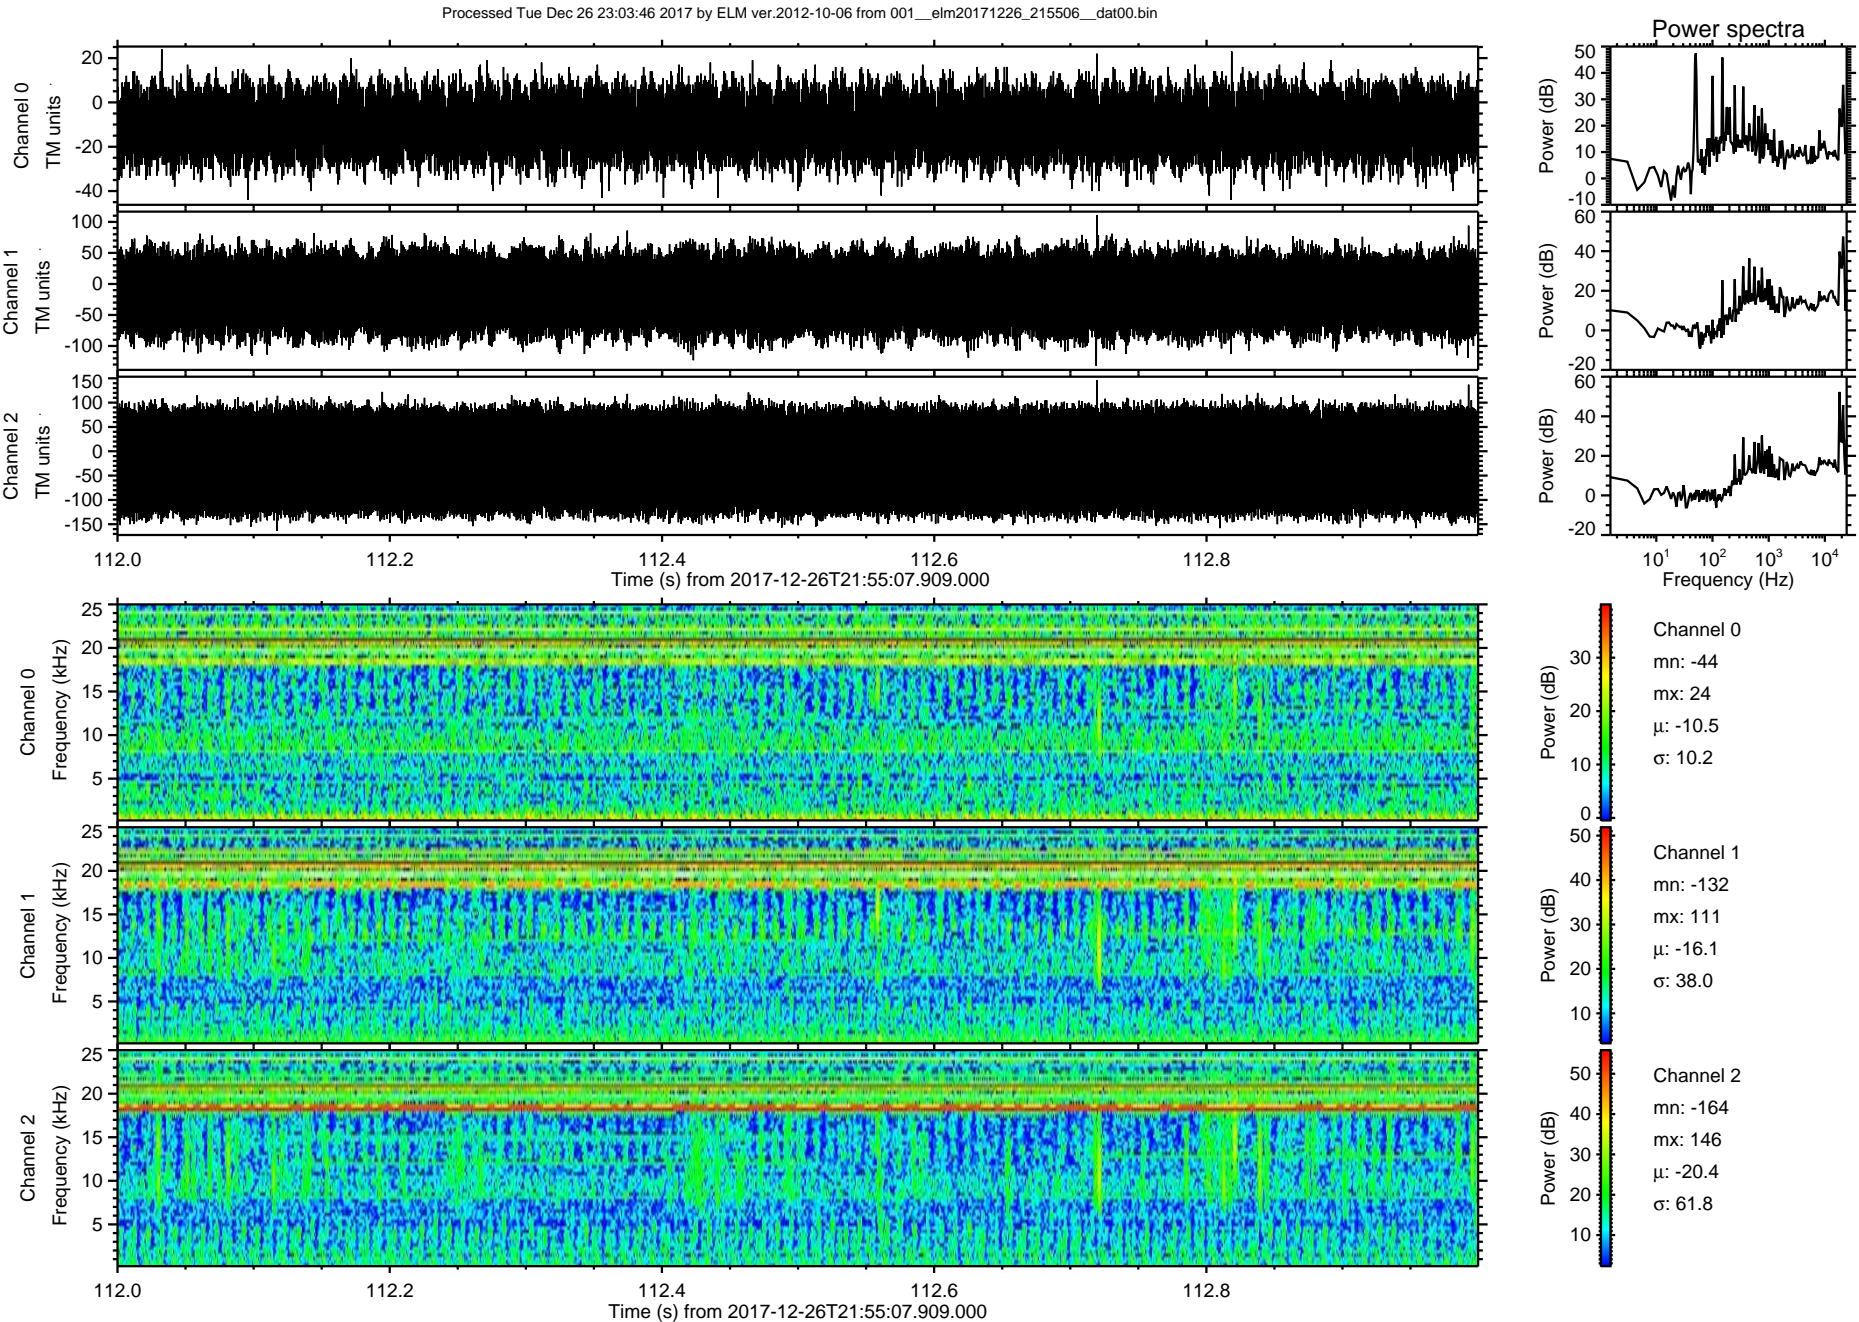 Processed Tue Dec 26 23:03:46 2017 by ELM ver.2012-10-06 from 001__elm20171226_215506__dat00.bin
Power spectra
Channel 0
TM units
20
0
-20
-40
Power (dB)
50
40
30
20
10
0
-10
Channel 1
TM units
100
50
0
-50
-100
Power (dB)
60
40
20
0
-20
Channel 2
TM units
150
100
50
0
-50
-100
-150
Power (dB)
60
40
20
0
-20
112.0 112.2 112.4 112.6 112.8
Time (s) from 2017-12-26T21:55:07.909.000
10¹ 10² 10³ 10⁴
Frequency (Hz)
Channel 0
Frequency (kHz)
25
20
15
10
5
Power (dB)
30
20
10
0
Channel 0
mn: -44
mx: 24
μ: -10.5
σ: 10.2
Channel 1
Frequency (kHz)
25
20
15
10
5
Power (dB)
50
40
30
20
10
Channel 1
mn: -132
mx: 111
μ: -16.1
σ: 38.0
Channel 2
Frequency (kHz)
25
20
15
10
5
Power (dB)
50
40
30
20
10
Channel 2
mn: -164
mx: 146
μ: -20.4
σ: 61.8
112.0 112.2 112.4 112.6 112.8
Time (s) from 2017-12-26T21:55:07.909.000